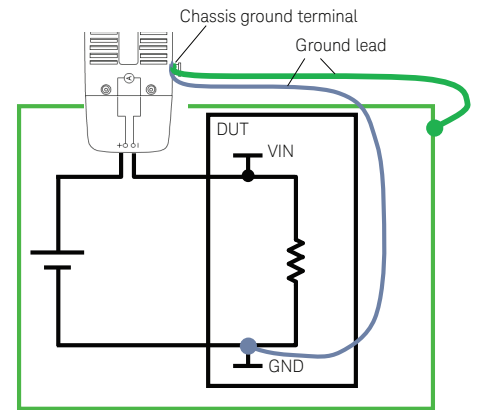 Chassis ground terminal
Ground lead
A
DUT
VIN
+
GND